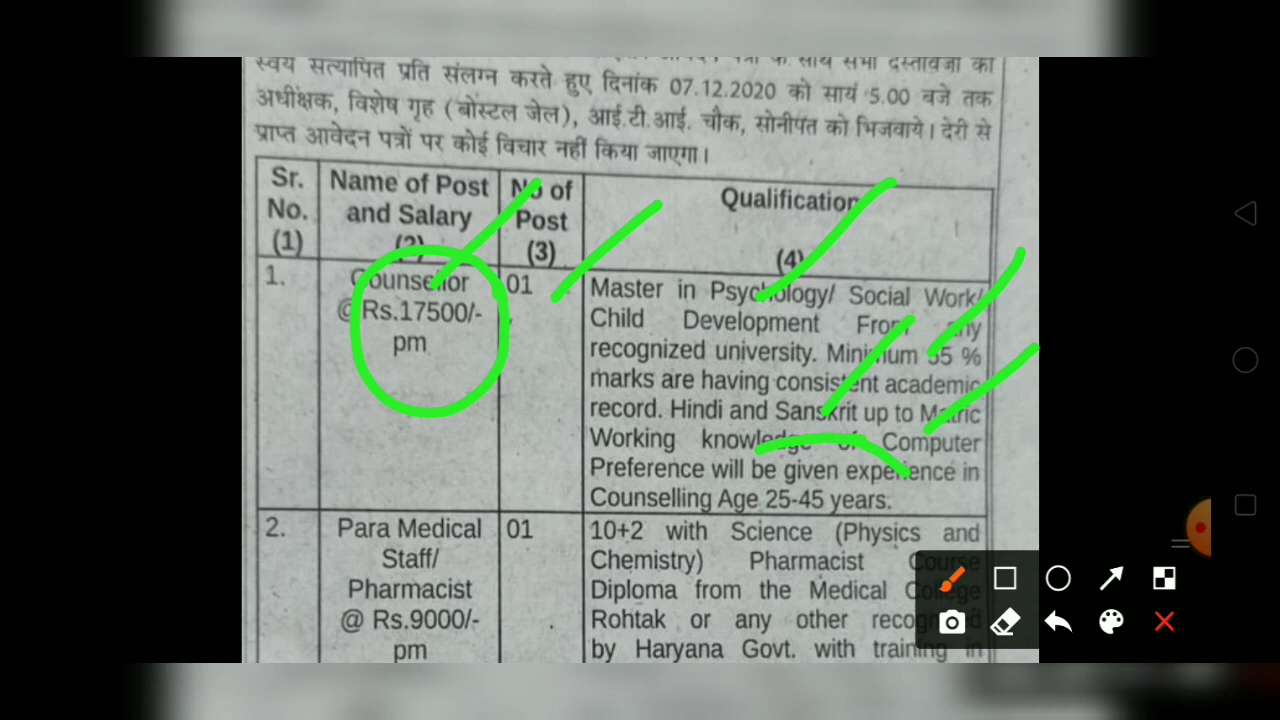 स्वयं सत्यापित प्रति संलग्न करते हुए दिनांक 07.12.2020 को सायं 5.00 बजे तक
अधीक्षक, विशेष गृह (बोस्टल जेल), आई.टी.आई. चौक, सोनीपत को भिजवाये। देरी से
प्राप्त आवेदन पत्रों पर कोई विचार नहीं किया जाएगा।
Sr. No. (1)
Name of Post and Salary (2)
No of Post (3)
Qualification (4)
1.
Counsellor
@ Rs.17500/-
pm
01
Master in Psychology/ Social Work/
Child Development From any
recognized university. Minimum 55 %
marks are having consistent academic
record. Hindi and Sanskrit up to Matric
Working knowledge of Computer
Preference will be given experience in
Counselling Age 25-45 years.
2.
Para Medical
Staff/
Pharmacist
@ Rs.9000/-
pm
01
10+2 with Science (Physics and
Chemistry) Pharmacist Course
Diploma from the Medical College
Rohtak or any other
by Haryana Govt. with training in